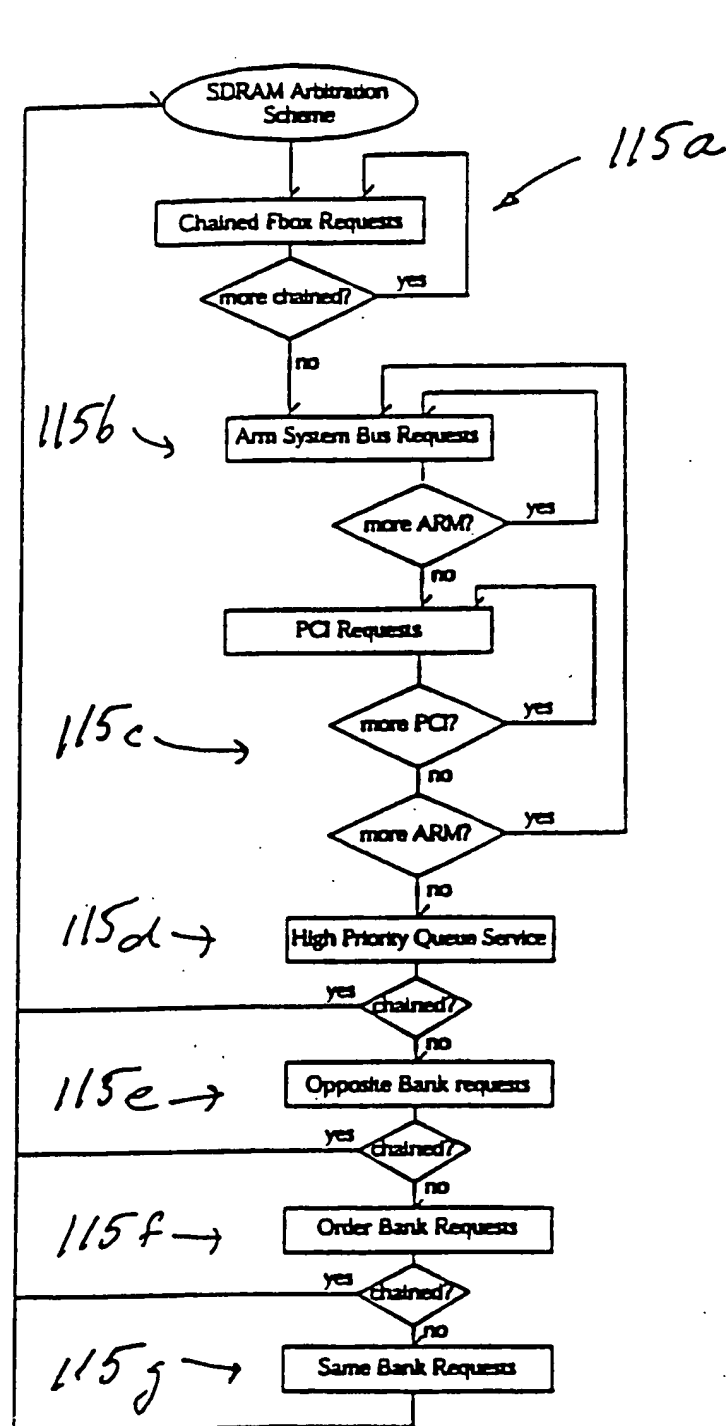 SDRAM Arbitration
Scheme
115a
Chained Fbox Requests
more chained?
yes
no
115b
Arm System Bus Requests
more ARM?
yes
no
PCI Requests
115c
more PCI?
yes
no
more ARM?
yes
no
115d
High Priority Queue Service
yes
chained?
no
115e
Opposite Bank requests
yes
chained?
no
115f
Order Bank Requests
yes
chained?
no
115g
Same Bank Requests